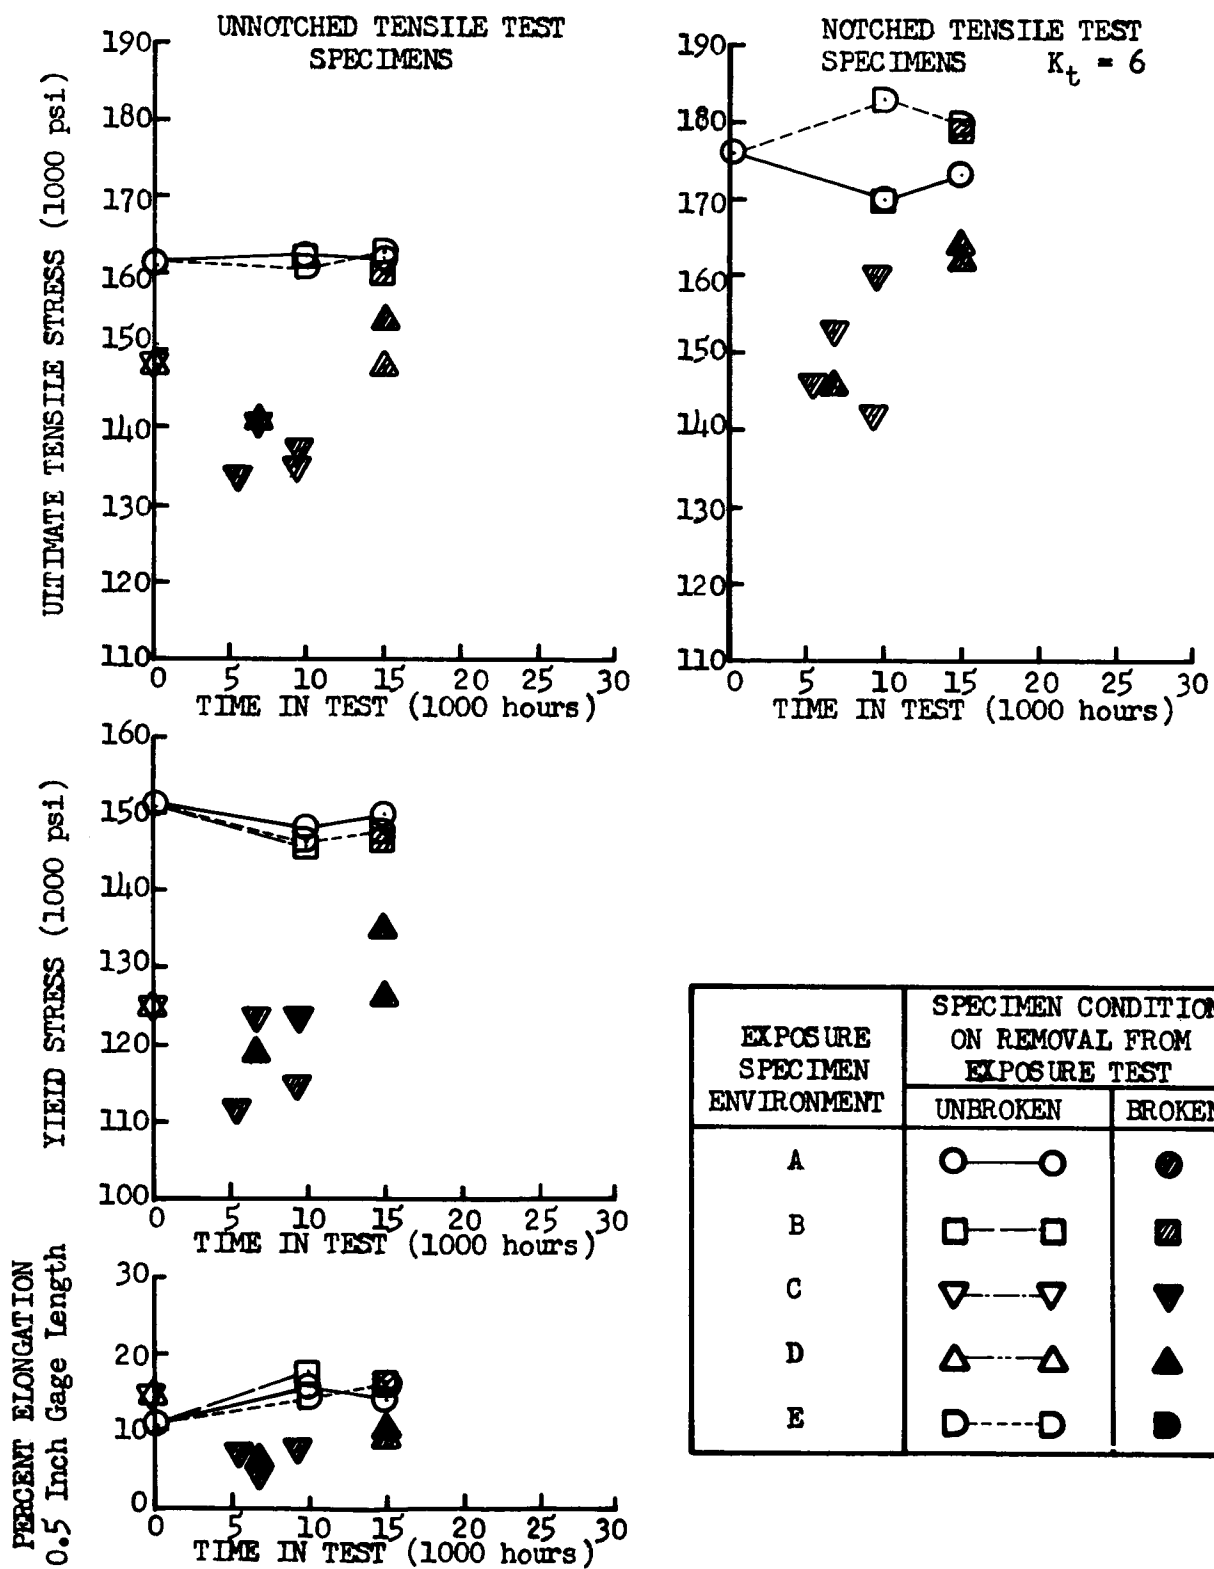 UNNOTCHED TENSILE TEST
SPECIMENS
ULTIMATE TENSILE STRESS (1000 psi)
190
180
170
160
150
140
130
120
110
0 5 10 15 20 25 30
TIME IN TEST (1000 hours)
NOTCHED TENSILE TEST
SPECIMENS K_t = 6
190
180
170
160
150
140
130
120
110
0 5 10 15 20 25 30
TIME IN TEST (1000 hours)
YIELD STRESS (1000 psi)
160
150
140
130
120
110
100
0 5 10 15 20 25 30
TIME IN TEST (1000 hours)
PERCENT ELONGATION
0.5 Inch Gage Length
30
20
10
0
0 5 10 15 20 25 30
TIME IN TEST (1000 hours)
EXPOSURE
SPECIMEN
ENVIRONMENT
SPECIMEN CONDITION
ON REMOVAL FROM
EXPOSURE TEST
UNBROKEN BROKEN
A
B
C
D
E